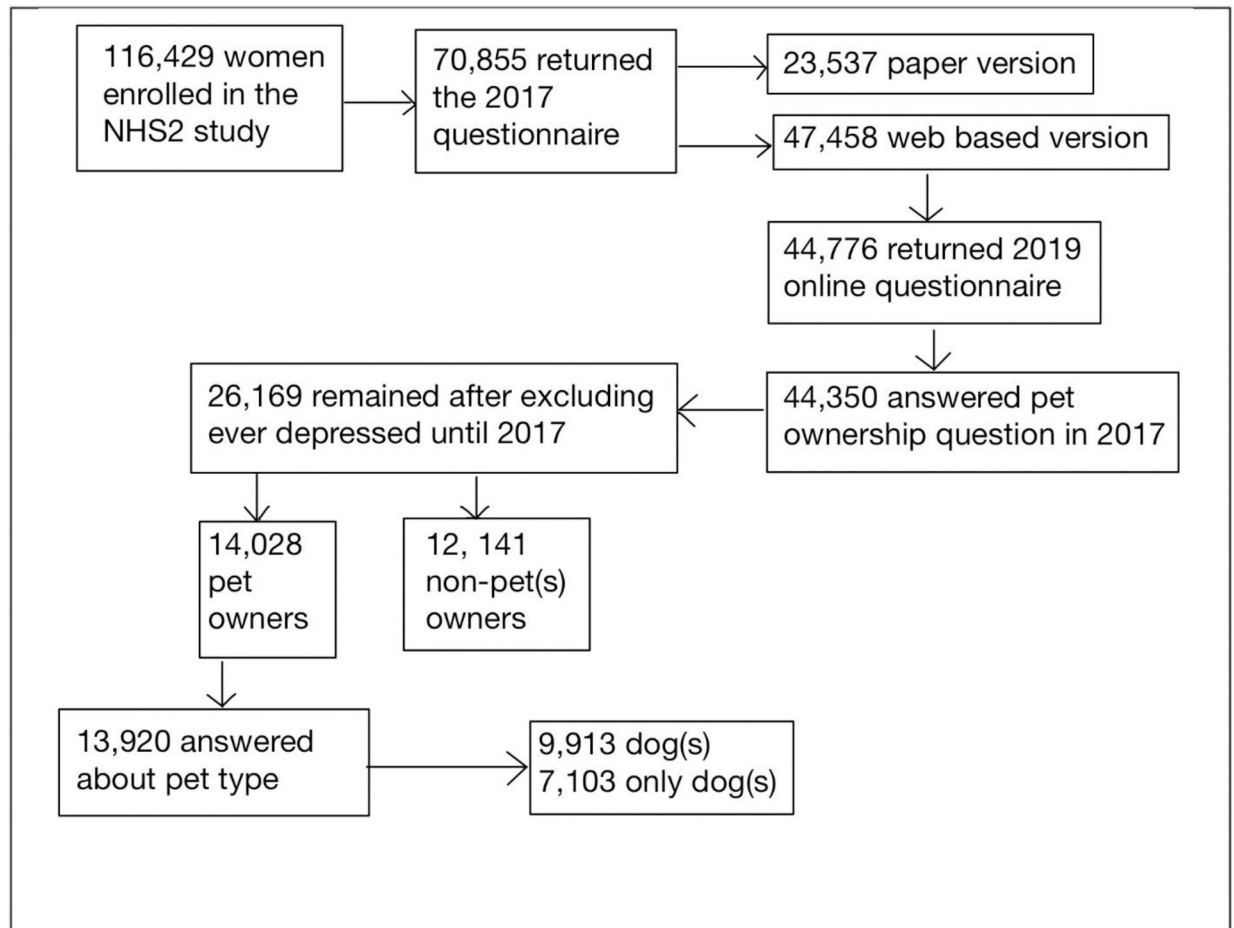 116,429 women
enrolled in the
NHS2 study
70,855 returned
the 2017
questionnaire
23,537 paper version
47,458 web based version
44,776 returned 2019
online questionnaire
44,350 answered pet
ownership question in 2017
26,169 remained after excluding
ever depressed until 2017
14,028
pet
owners
12, 141
non-pet(s)
owners
13,920 answered
about pet type
9,913 dog(s)
7,103 only dog(s)